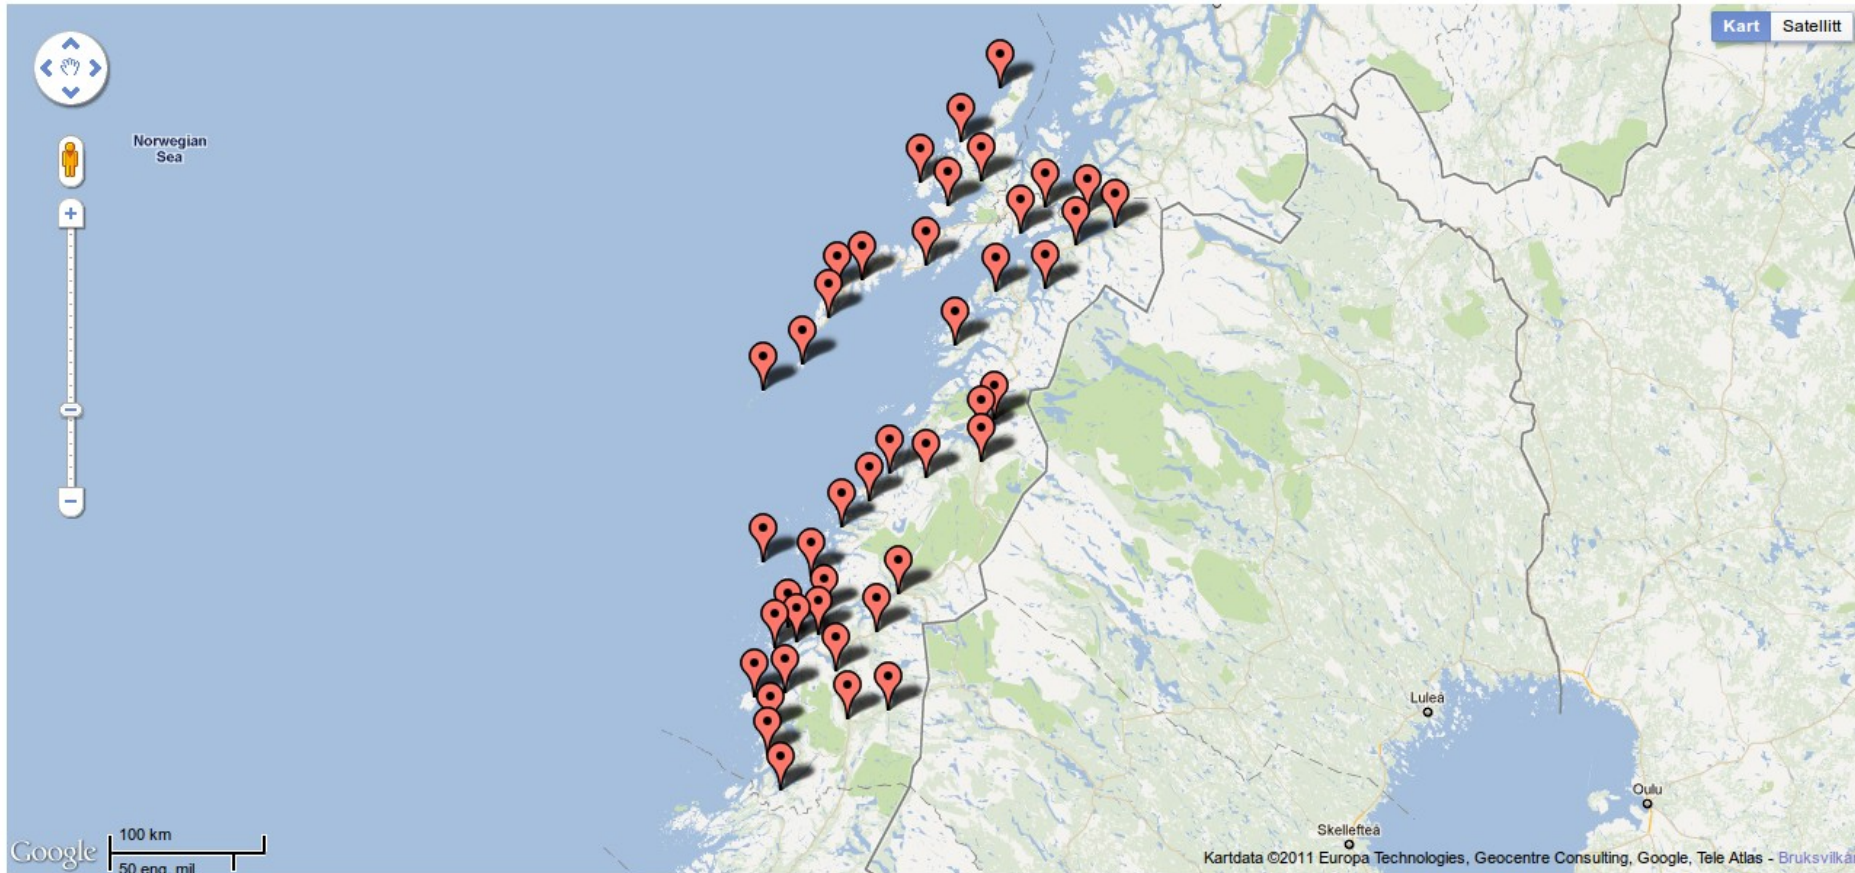 Kart Satellitt
Norwegian
Sea
+
−
Luleå
Oulu
Skellefteå
100 km
Google
50 eng. mil
Kartdata ©2011 Europa Technologies, Geocentre Consulting, Google, Tele Atlas - Bruksvilkår